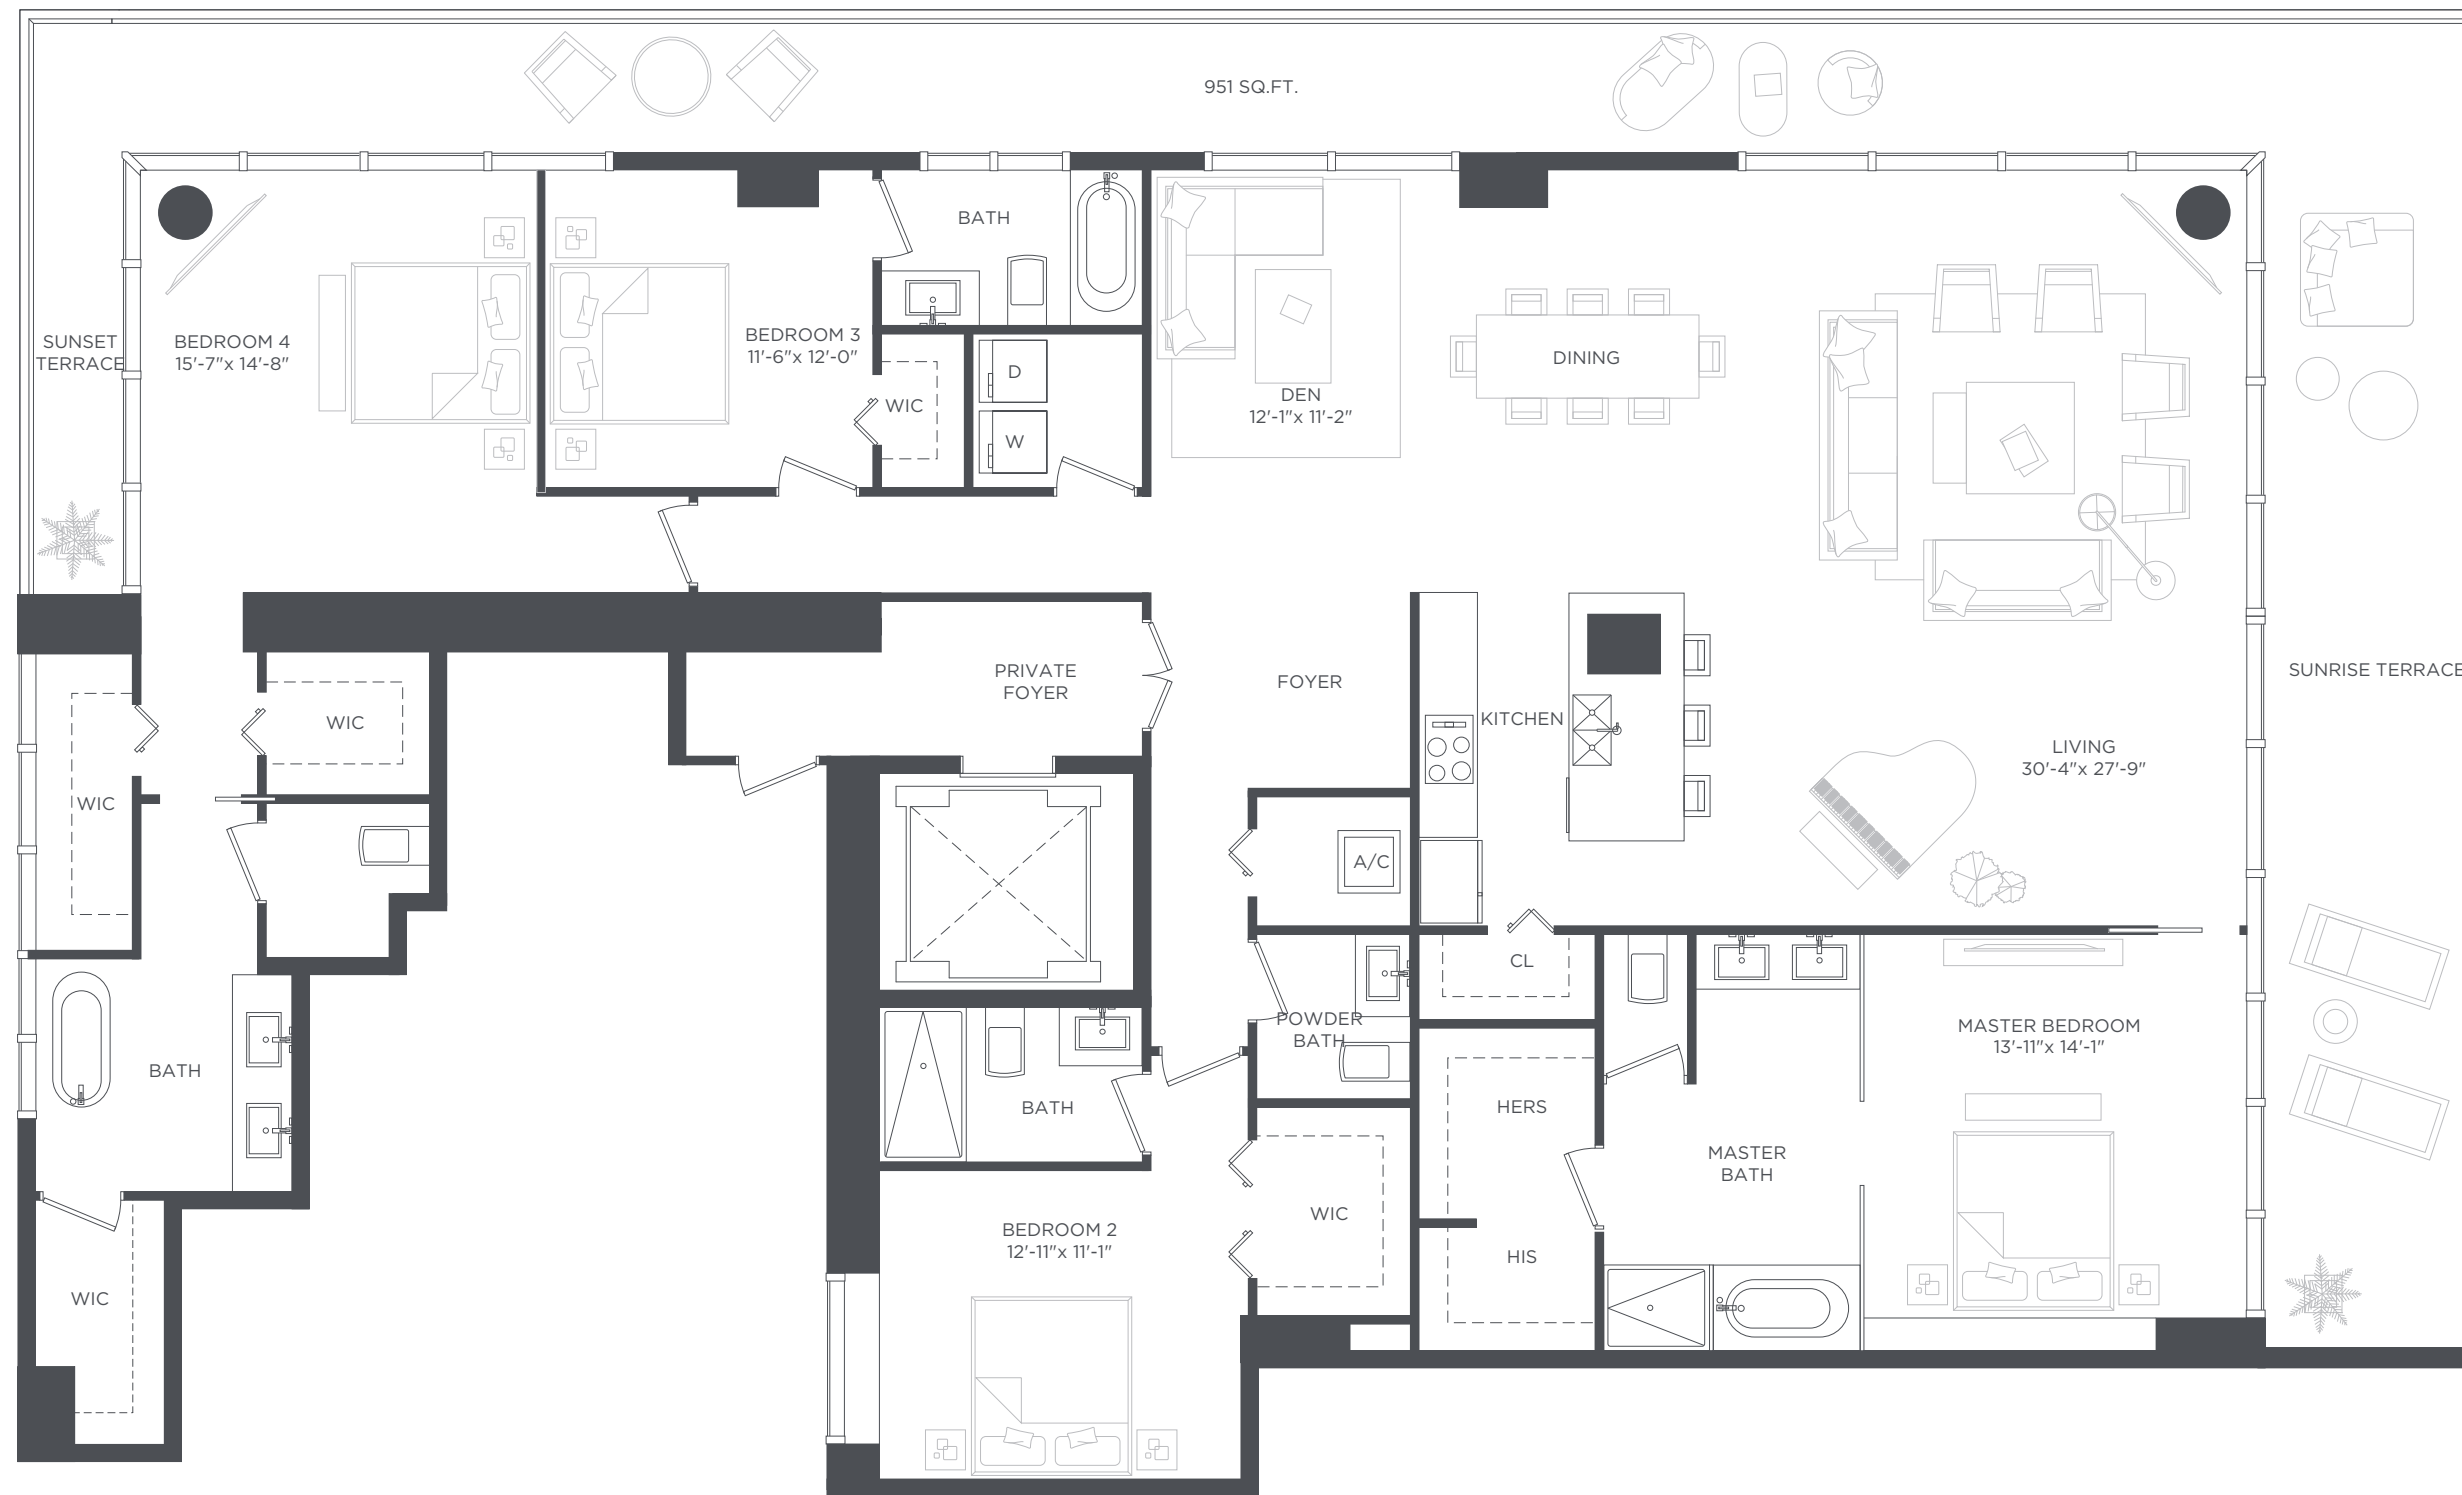 951 SQ.FT.
BATH
SUNSET
TERRACE
BEDROOM 4
15'-7"x 14'-8"
BEDROOM 3
11'-6"x 12'-0"
D
WIC
W
DEN
12'-1"x 11'-2"
DINING
PRIVATE
FOYER
FOYER
KITCHEN
SUNRISE TERRACE
LIVING
30'-4"x 27'-9"
WIC
WIC
A/C
CL
POWDER
BATH
MASTER BEDROOM
13'-11"x 14'-1"
BATH
BATH
HERS
MASTER
BATH
WIC
BEDROOM 2
12'-11"x 11'-1"
HIS
WIC